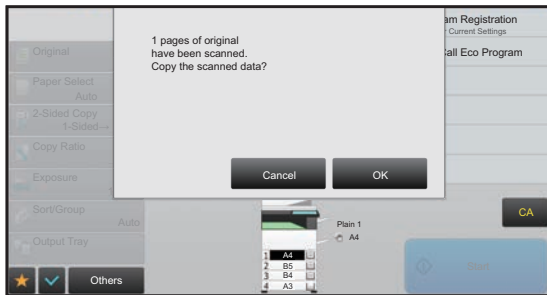 1 pages of original
have been scanned.
Copy the scanned data?
Cancel
OK
am Registration
Current Settings
Call Eco Program
Original
Paper Select
Auto
2-Sided Copy
1-Sided→
Copy Ratio
Exposure
Sort/Group
Auto
Output Tray
Others
Plain 1
A4
1 A4
2 B5
3 B4
4 A3
CA
Start